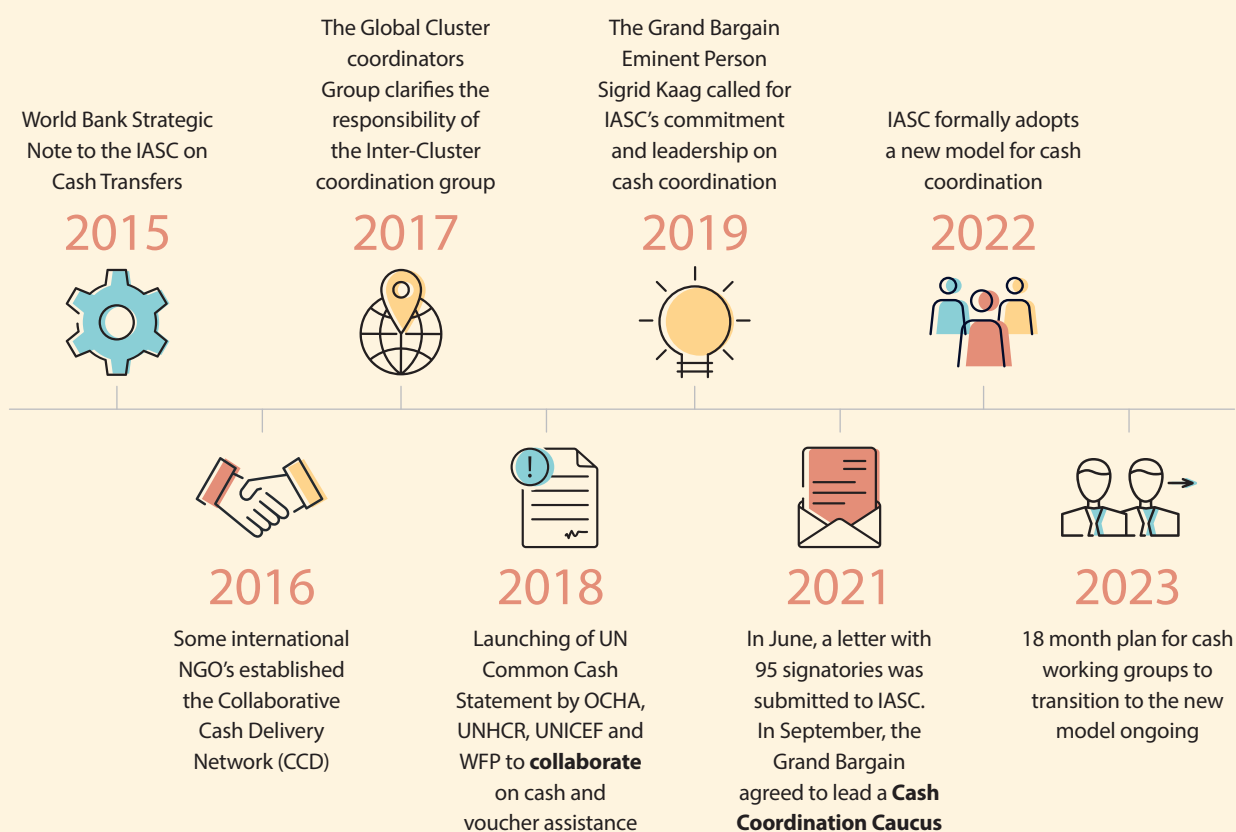 World Bank Strategic
Note to the IASC on
Cash Transfers
2015
Some international
NGO's established
the Collaborative
Cash Delivery
Network (CCD)
2016
The Global Cluster
coordinators
Group clarifies the
responsibility of
the Inter-Cluster
coordination group
2017
!
2018
Launching of UN
Common Cash
Statement by OCHA,
UNHCR, UNICEF and
WFP to collaborate
on cash and
voucher assistance
The Grand Bargain
Eminent Person
Sigrid Kaag called for
IASC's commitment
and leadership on
cash coordination
2019
2021
In June, a letter with
95 signatories was
submitted to IASC.
In September, the
Grand Bargain
agreed to lead a Cash
Coordination Caucus
IASC formally adopts
a new model for cash
coordination
2022
2023
18 month plan for cash
working groups to
transition to the new
model ongoing